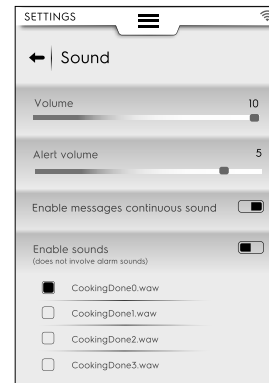 SETTINGS
Sound
Volume 10
Alert volume 5
Enable messages continuous sound
Enable sounds
(does not involve alarm sounds)
CookingDone0.waw
CookingDone1.waw
CookingDone2.waw
CookingDone3.waw